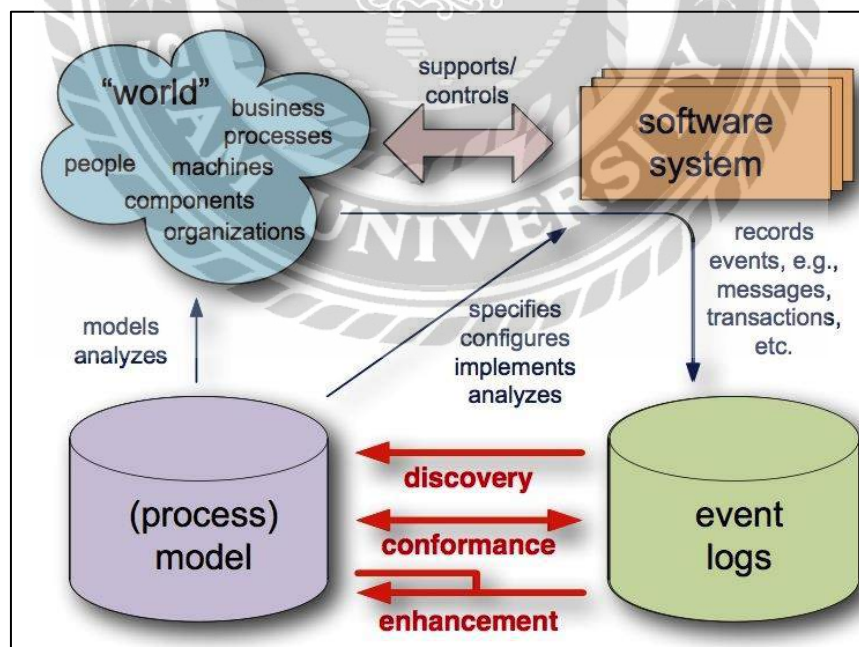 “world”
business
processes
people
machines
components
organizations
supports/
controls
software
system
records
events, e.g.,
messages,
transactions,
etc.
models
analyzes
specifies
configures
implements
analyzes
discovery
(process)
model
conformance
event
logs
enhancement
UNIVERSITY